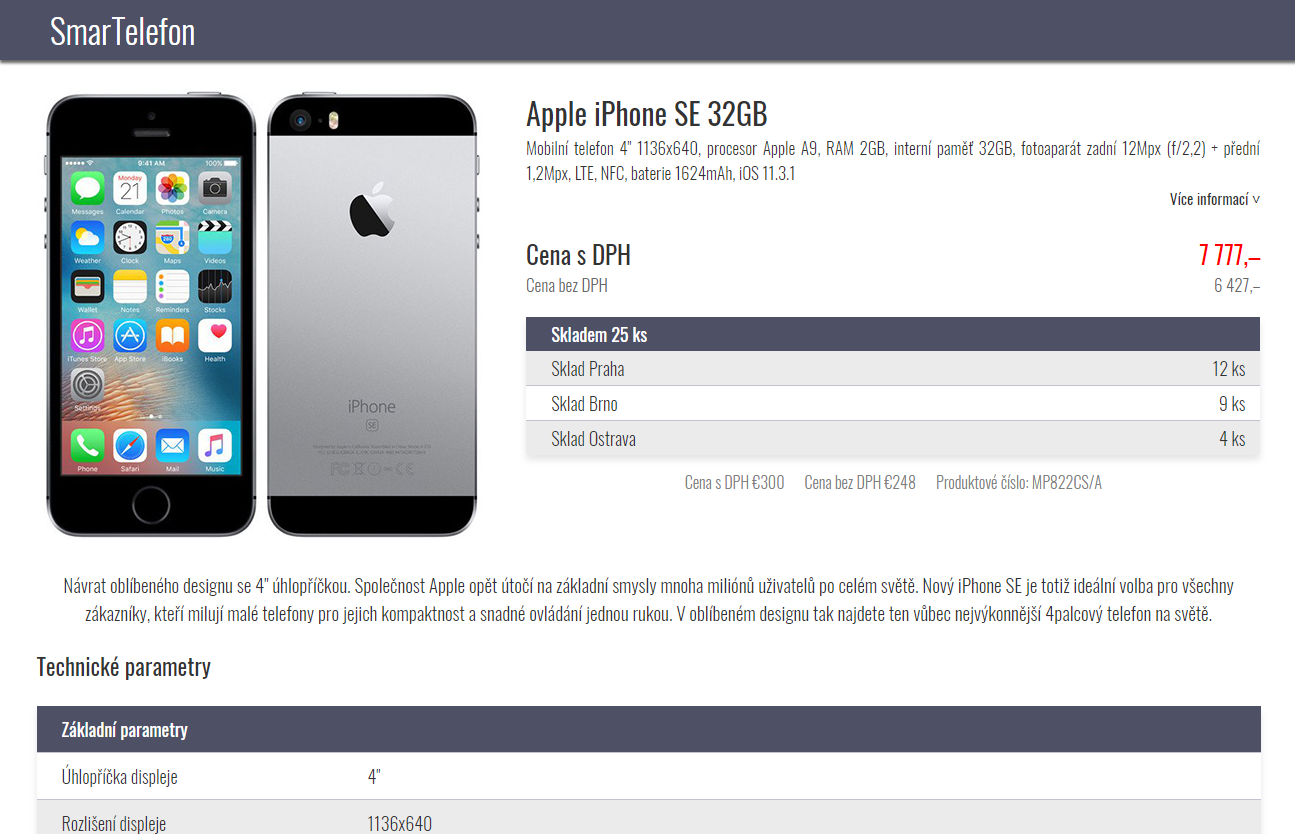 SmarTelefon
9:41 AM
100%
Monday
21
Messages
Calendar
Photos
Camera
280
Weather
Clock
Maps
Videos
Wallet
Notes
Reminders
Stocks
iTunes Store
App Store
iBooks
Health
Settings
Phone
Safari
Mail
Music
iPhone
SE
Apple iPhone SE 32GB
Mobilní telefon 4" 1136x640, procesor Apple A9, RAM 2GB, interní paměť 32GB, fotoaparát zadní 12Mpx (f/2,2) + přední
1,2Mpx, LTE, NFC, baterie 1624mAh, iOS 11.3.1
Více informací ˅
Cena s DPH 7 777,–
Cena bez DPH 6 427,–
Skladem 25 ks
Sklad Praha 12 ks
Sklad Brno 9 ks
Sklad Ostrava 4 ks
Cena s DPH €300 Cena bez DPH €248 Produktové číslo: MP822CS/A
Návrat oblíbeného designu se 4" úhlopříčkou. Společnost Apple opět útočí na základní smysly mnoha miliónů uživatelů po celém světě. Nový iPhone SE je totiž ideální volba pro všechny
zákazníky, kteří milují malé telefony pro jejich kompaktnost a snadné ovládání jednou rukou. V oblíbeném designu tak najdete ten vůbec nejvýkonnější 4palcový telefon na světě.
Technické parametry
Základní parametry
Úhlopříčka displeje 4"
Rozlišení displeje 1136x640